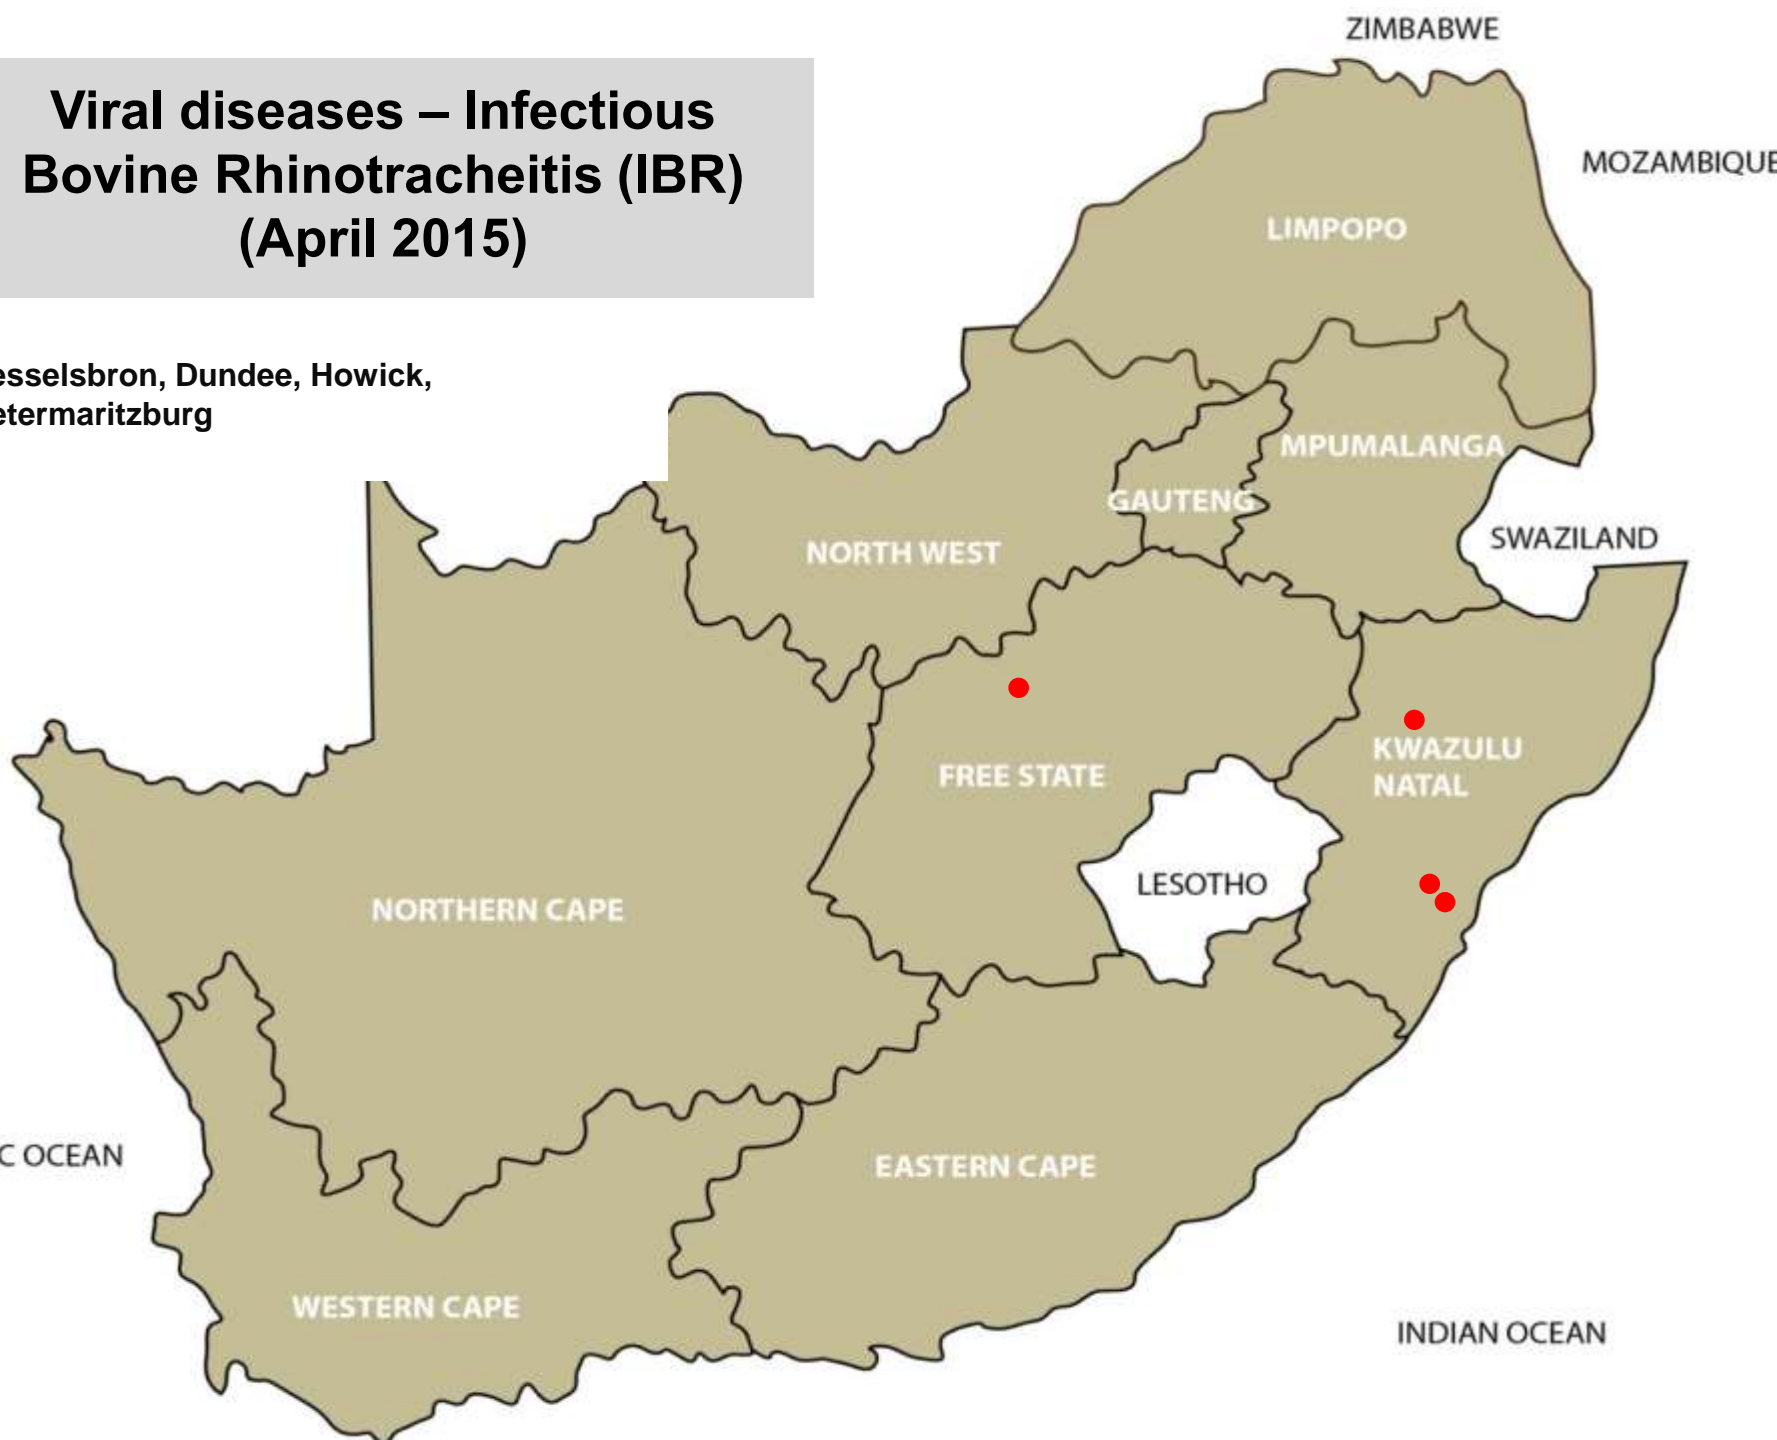 ZIMBABWE
Viral diseases – Infectious
Bovine Rhinotracheitis (IBR)
(April 2015)
MOZAMBIQUE
LIMPOPO
esselsbron, Dundee, Howick,
etermaritzburg
MPUMALANGA
GAUTENG
NORTH WEST
SWAZILAND
KWAZULU
NATAL
FREE STATE
LESOTHO
NORTHERN CAPE
C OCEAN
EASTERN CAPE
WESTERN CAPE
INDIAN OCEAN